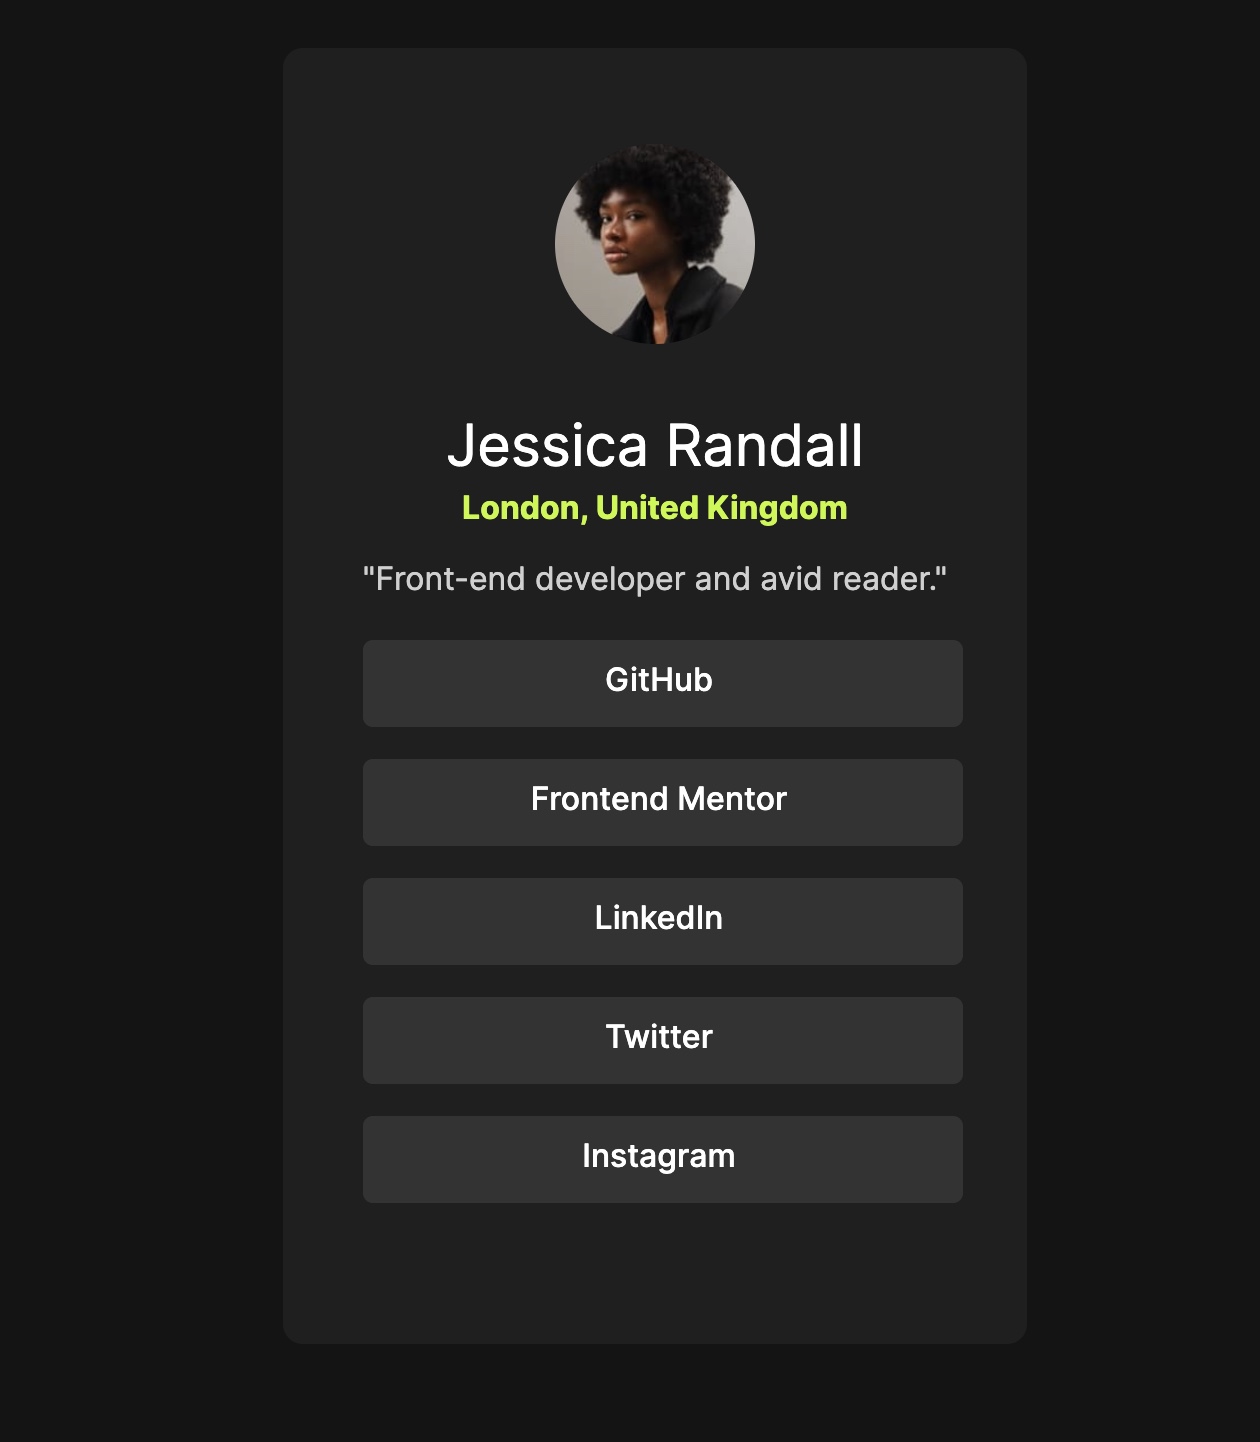 Jessica Randall
London, United Kingdom
"Front-end developer and avid reader."
GitHub
Frontend Mentor
LinkedIn
Twitter
Instagram